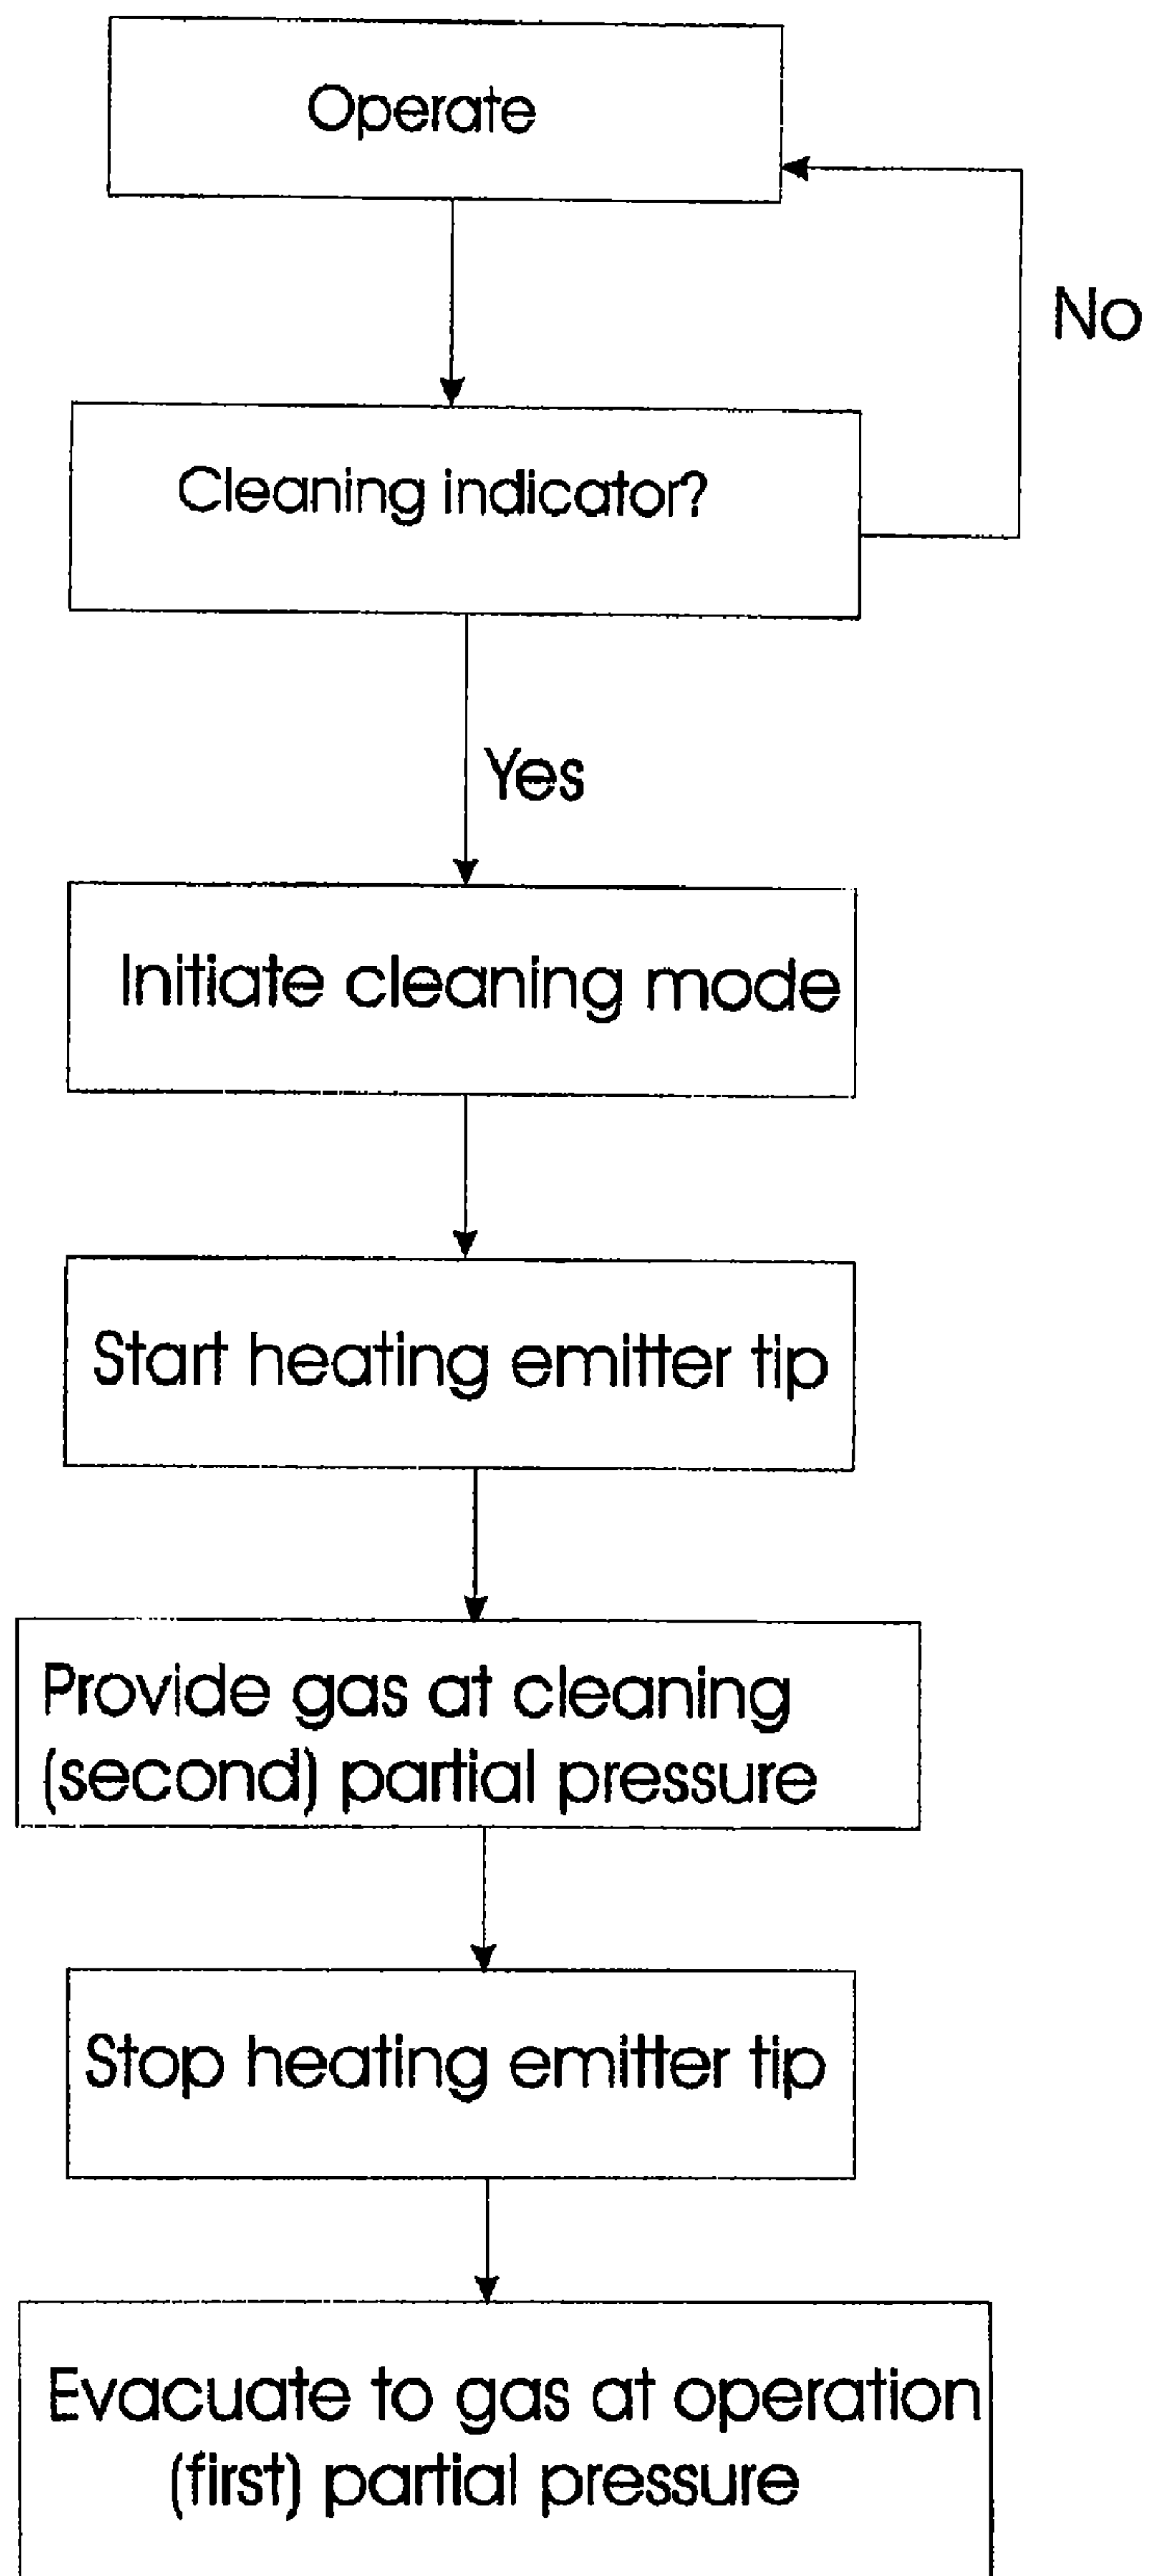 Operate
No
Cleaning indicator?
Yes
Initiate cleaning mode
Start heating emitter tip
Provide gas at cleaning
(second) partial pressure
Stop heating emitter tip
Evacuate to gas at operation
(first) partial pressure